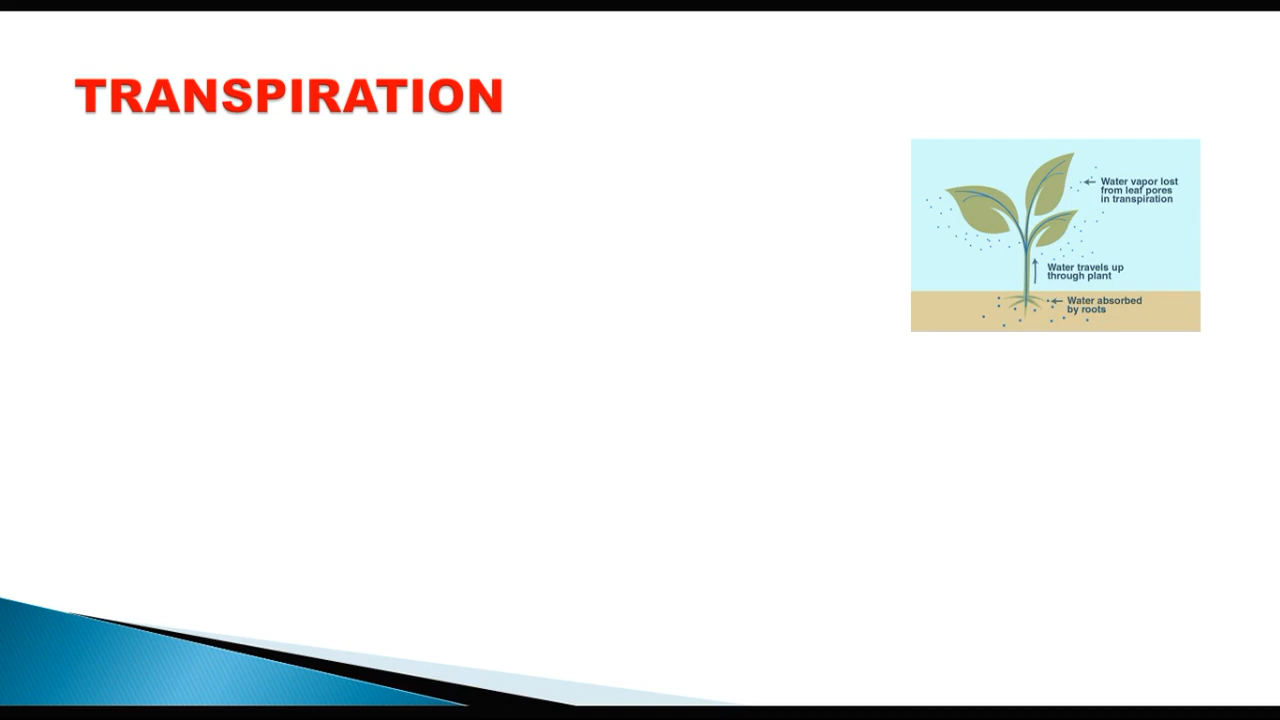 TRANSPIRATION
Water vapor lost
from leaf pores
in transpiration
Water travels up
through plant
Water absorbed
by roots